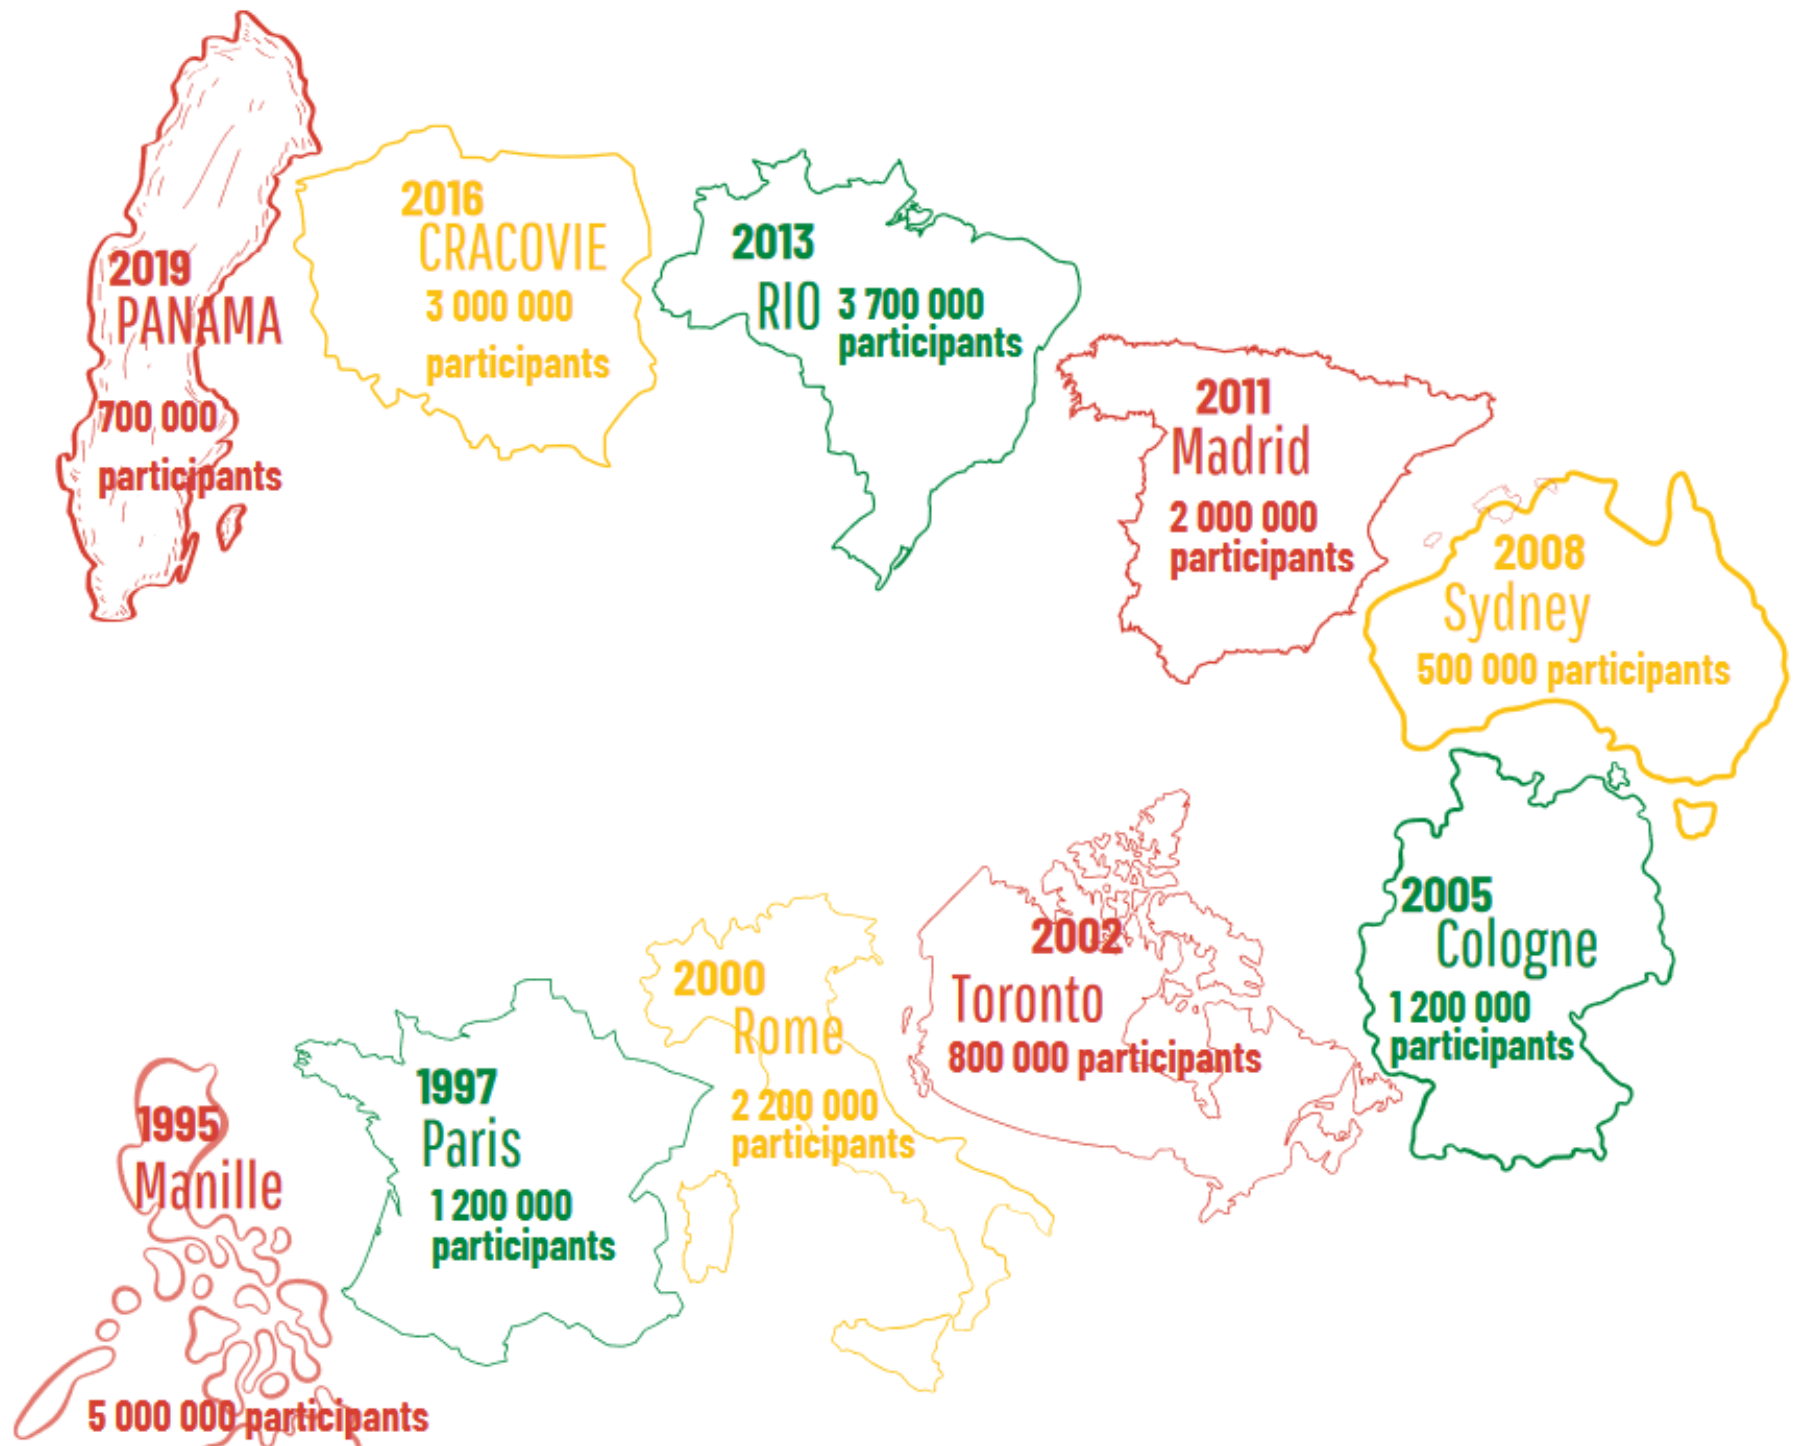 2019
PANAMA
700 000
participants
2016
CRACOVIE
3 000 000
participants
2013
RIO
3 700 000
participants
2011
Madrid
2 000 000
participants
2008
Sydney
500 000 participants
2005
Cologne
1 200 000
participants
2002
Toronto
800 000 participants
2000
Rome
2 200 000
participants
1997
Paris
1 200 000
participants
1995
Manille
5 000 000 participants